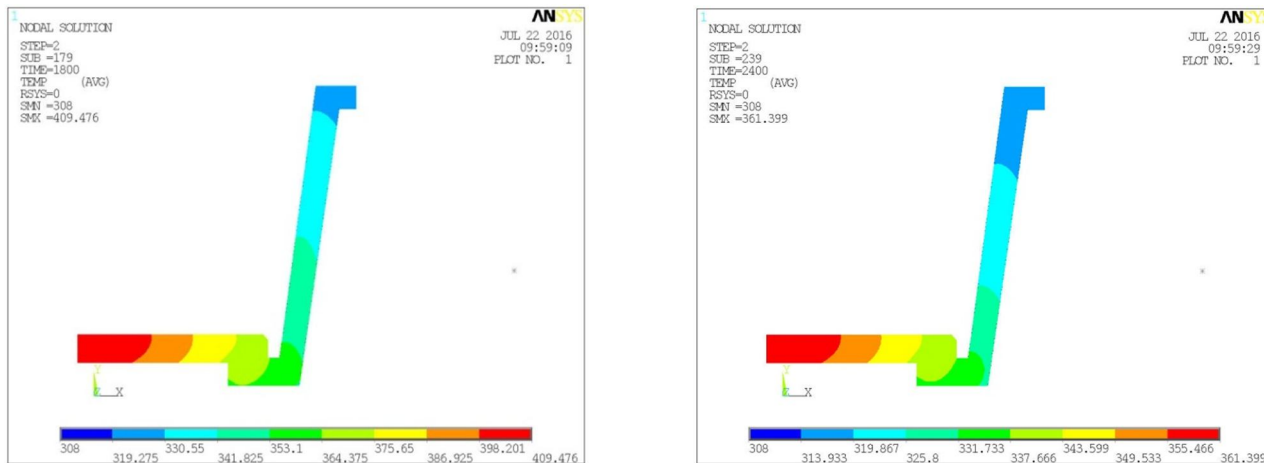 1
ANSYS
NODAL SOLUTION
JUL 22 2016
STEP=2
09:59:09
SUB =179
PLOT NO. 1
TIME=1800
TEMP (AVG)
RSYS=0
SMN =308
SMX =409.476
Y
Z X
308 330.55 353.1 375.65 398.201
319.275 341.825 364.375 386.925 409.476
1
ANSYS
NODAL SOLUTION
JUL 22 2016
STEP=2
09:59:29
SUB =239
PLOT NO. 1
TIME=2400
TEMP (AVG)
RSYS=0
SMN =308
SMX =361.399
Y
Z X
308 319.867 331.733 343.599 355.466
313.933 325.8 337.666 349.533 361.399